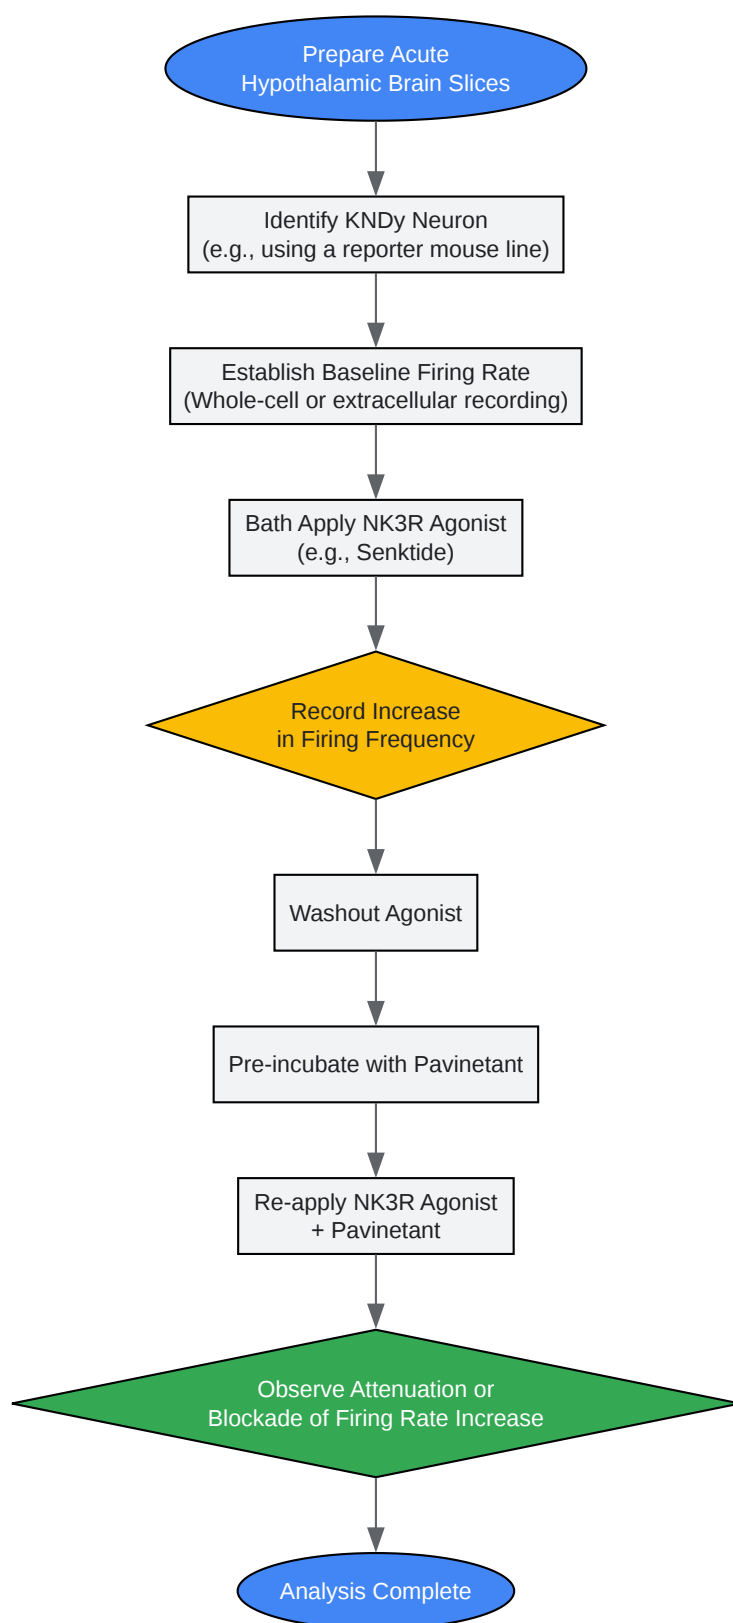 Prepare Acute
Hypothalamic Brain Slices
Identify KNDy Neuron
(e.g., using a reporter mouse line)
Establish Baseline Firing Rate
(Whole-cell or extracellular recording)
Bath Apply NK3R Agonist
(e.g., Senktide)
Record Increase
in Firing Frequency
Washout Agonist
Pre-incubate with Pavinetant
Re-apply NK3R Agonist
+ Pavinetant
Observe Attenuation or
Blockade of Firing Rate Increase
Analysis Complete